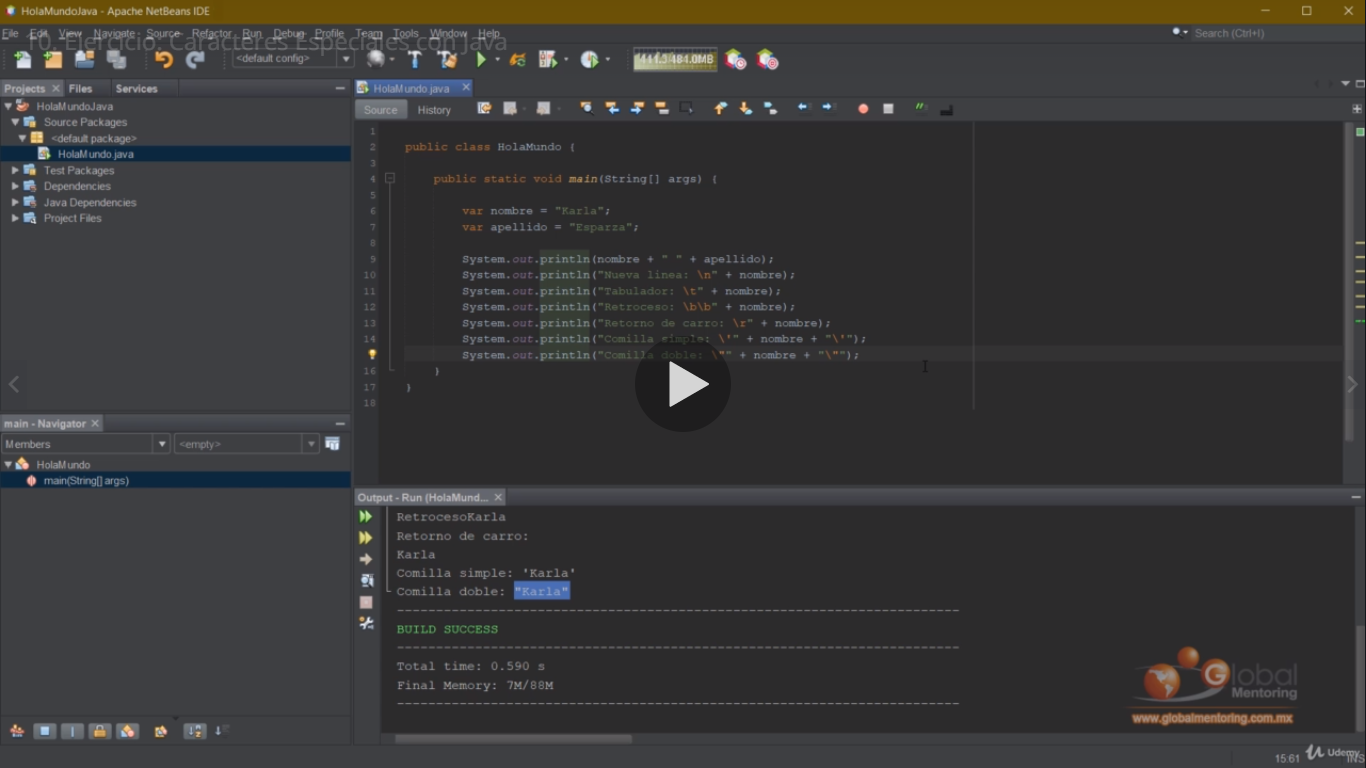 HolaMundoJava - Apache NetBeans IDE
File Edit View Navigate Source Refactor Run Debug Profile Team Tools Window Help
Search (Ctrl+I)
10. Ejercicio: Caracteres Especiales con Java
<default config>
Projects Files Services
HolaMundoJava
Source Packages
<default package>
HolaMundo.java
Test Packages
Dependencies
Java Dependencies
Project Files
HolaMundo.java
Source History
1
2 public class HolaMundo {
3
4 public static void main(String[] args) {
5
6 var nombre = "Karla";
7 var apellido = "Esparza";
8
9 System.out.println(nombre + " " + apellido);
10 System.out.println("Nueva linea: \n" + nombre);
11 System.out.println("Tabulador: \t" + nombre);
12 System.out.println("Retroceso: \b\b" + nombre);
13 System.out.println("Retorno de carro: \r" + nombre);
14 System.out.println("Comilla simple: \'" + nombre + "\'");
System.out.println("Comilla doble: \"" + nombre + "\"");
16 }
17 }
18
main - Navigator
Members <empty>
HolaMundo
main(String[] args)
Output - Run (HolaMund...
RetrocesoKarla
Retorno de carro:
Karla
Comilla simple: 'Karla'
Comilla doble: "Karla"
------------------------------------------------------------------------
BUILD SUCCESS
------------------------------------------------------------------------
Total time: 0.590 s
Final Memory: 7M/88M
------------------------------------------------------------------------
Global
Mentoring
www.globalmentoring.com.mx
15:61
Udemy
INS